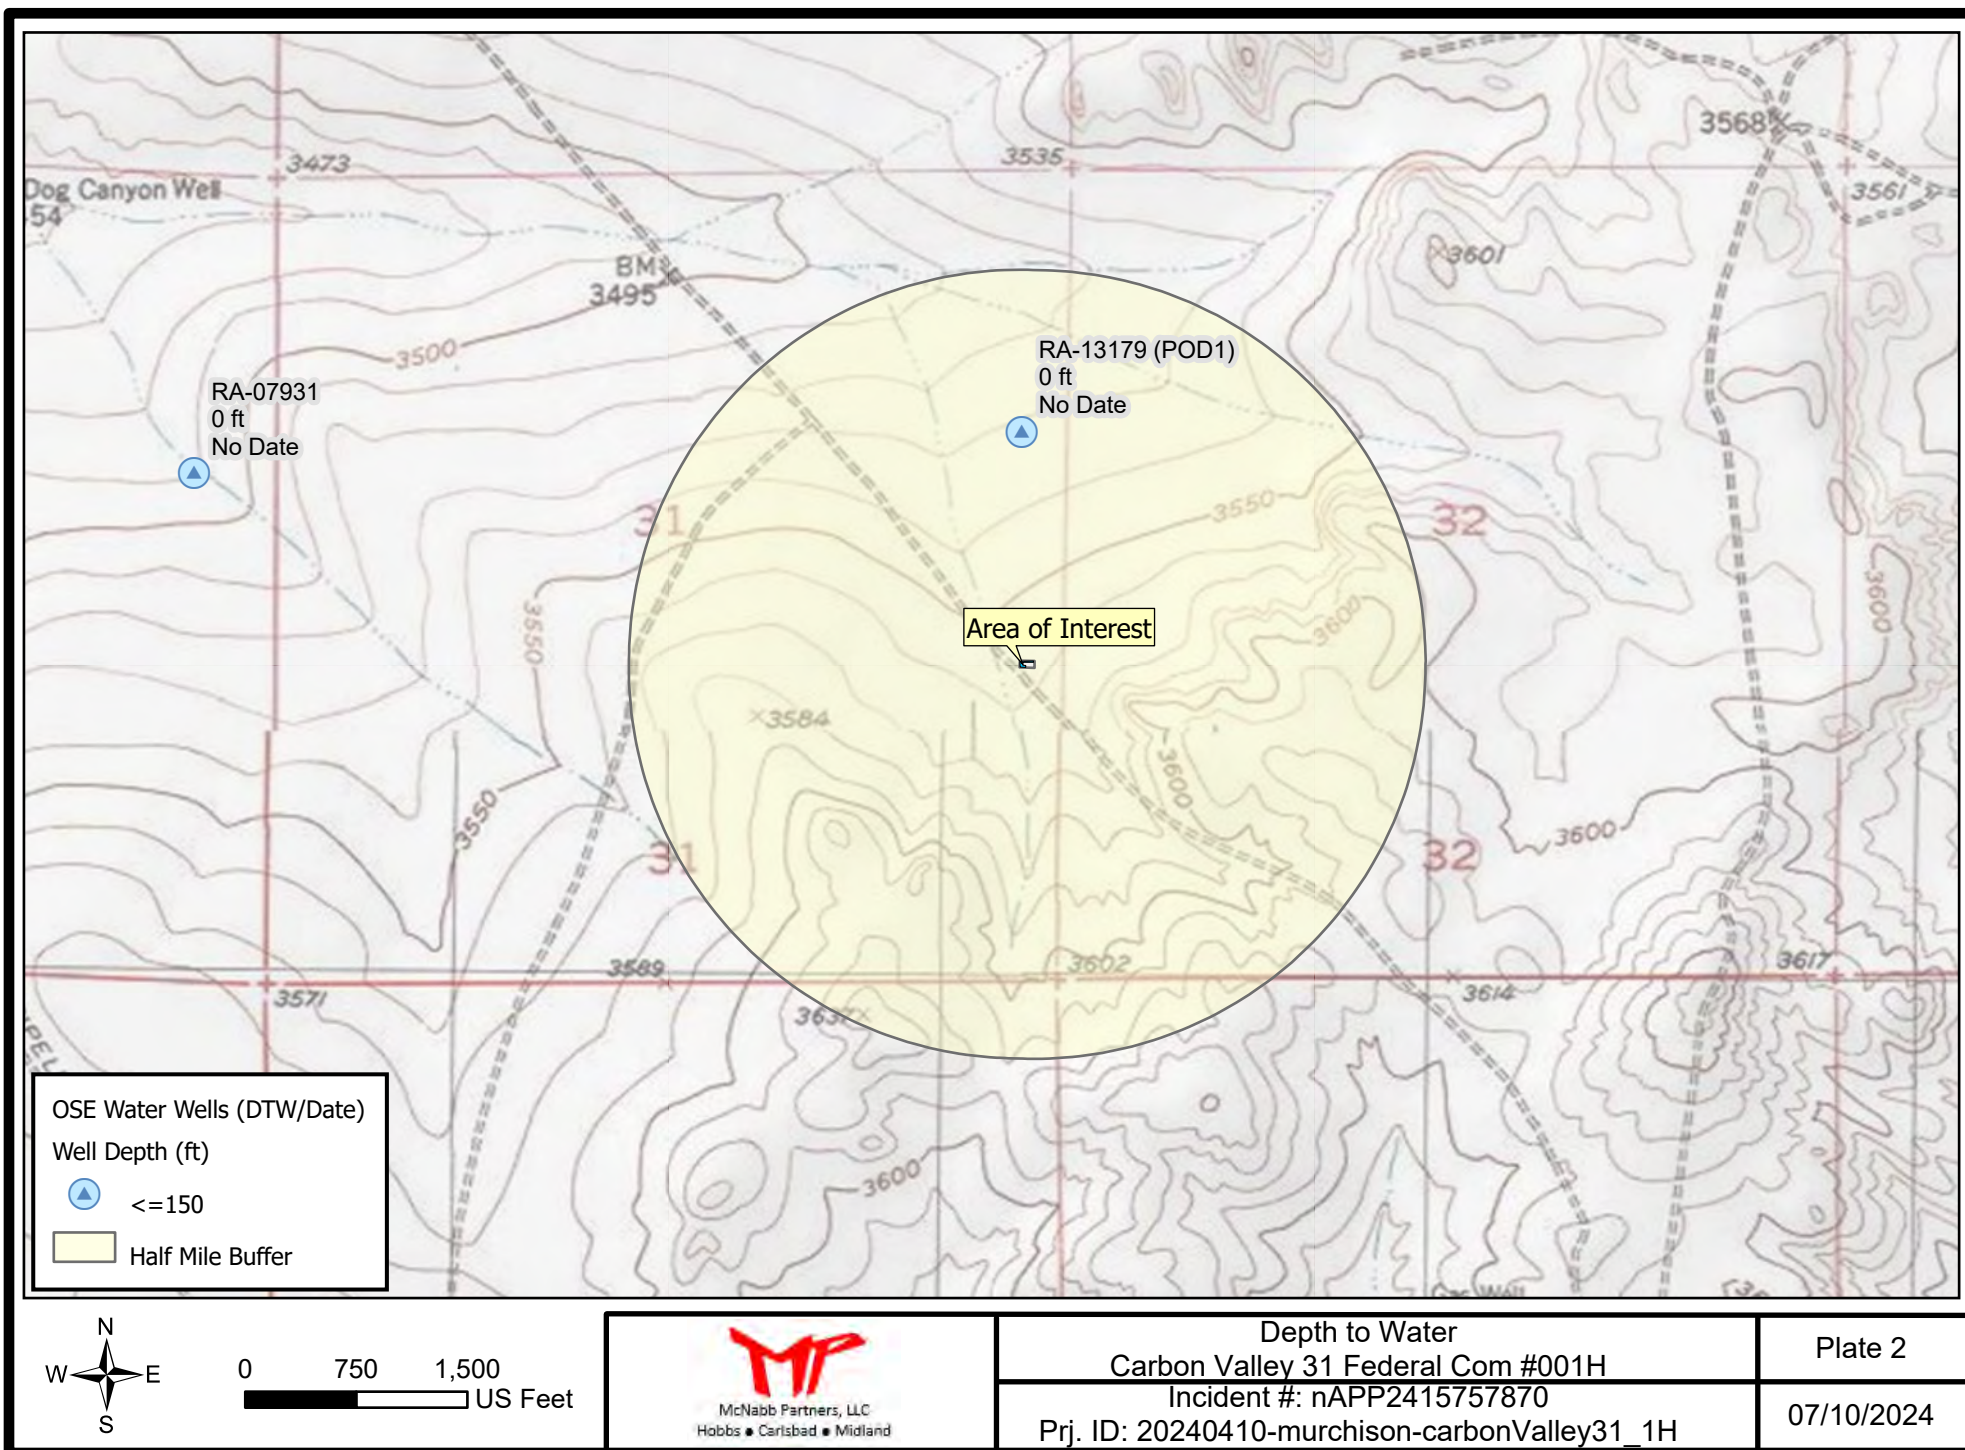 3568
3535
3473
3561
Dog Canyon Well
54
3601
BM
3495
RA-13179 (POD1)
0 ft
No Date
3500
RA-07931
0 ft
No Date
3550
31
32
3550
3600
3600
Area of Interest
3584
3600
3550
3600
31
32
3589
3602
3617
3571
3614
3637
3600
OSE Water Wells (DTW/Date)
Well Depth (ft)
<=150
Half Mile Buffer
N
W E
S
0 750 1,500
US Feet
McNabb Partners, LLC
Hobbs • Carlsbad • Midland
Depth to Water
Carbon Valley 31 Federal Com #001H
Incident #: nAPP2415757870
Prj. ID: 20240410-murchison-carbonValley31_1H
Plate 2
07/10/2024